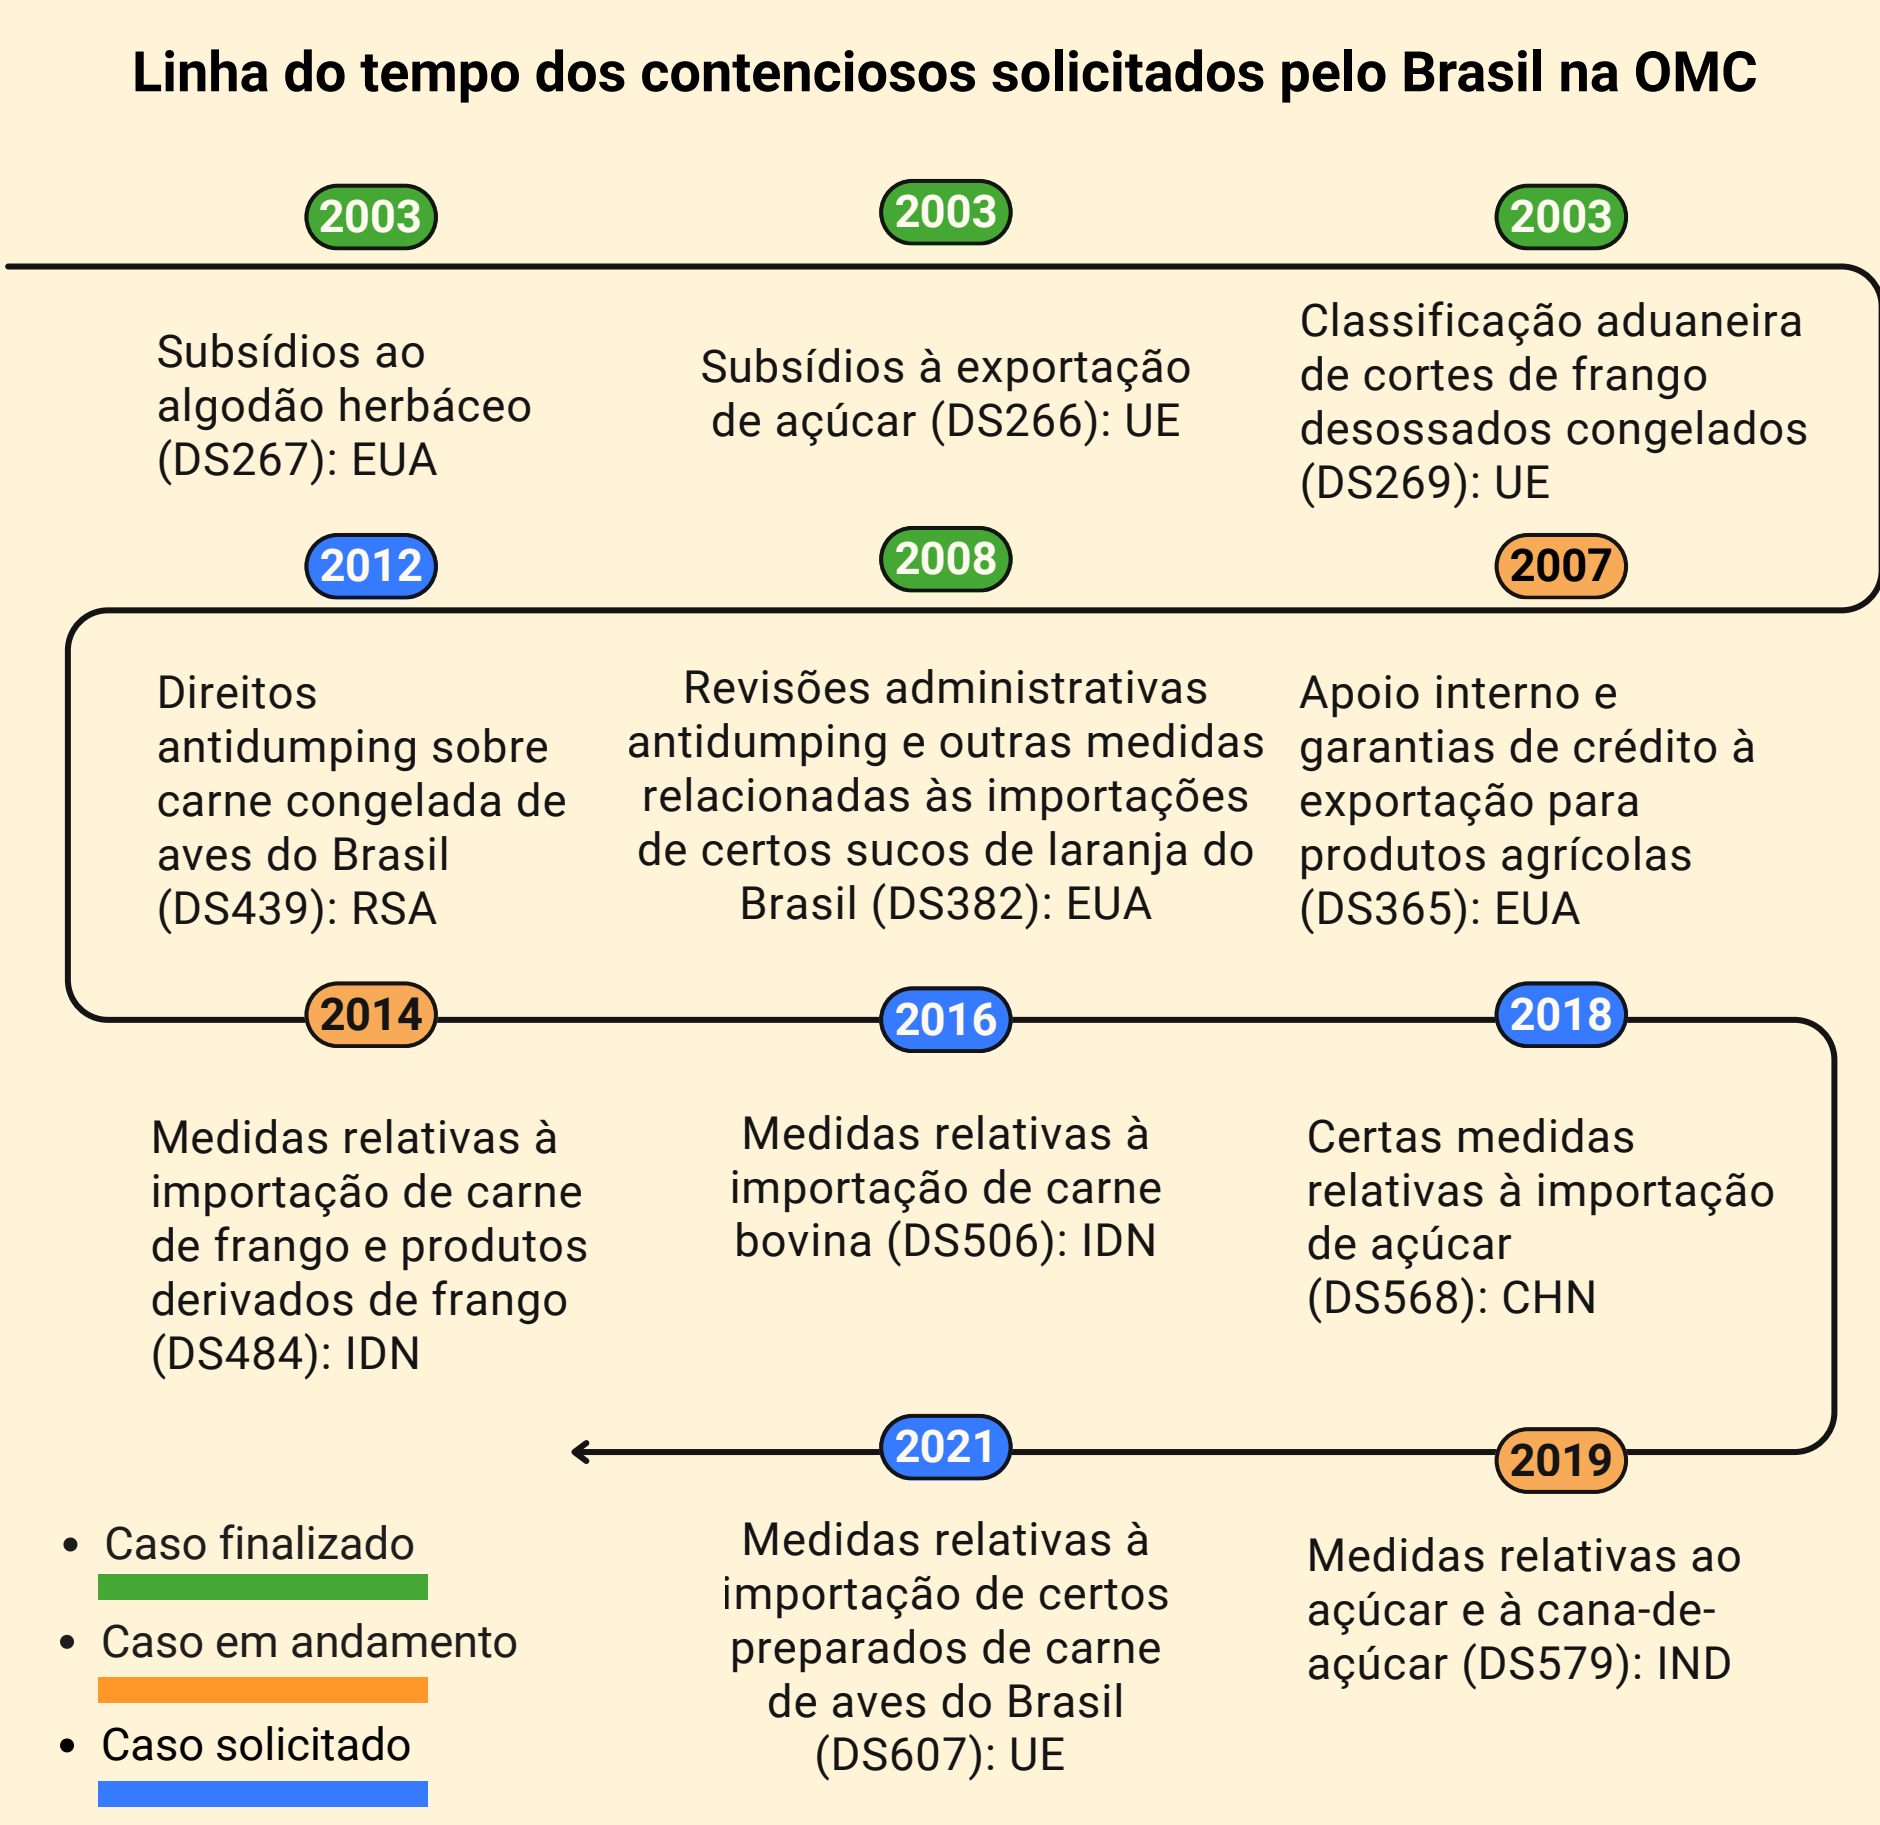 Linha do tempo dos contenciosos solicitados pelo Brasil na OMC
2003
Subsídios ao
algodão herbáceo
(DS267): EUA
2003
Subsídios à exportação
de açúcar (DS266): UE
2003
Classificação aduaneira
de cortes de frango
desossados congelados
(DS269): UE
2007
Apoio interno e
garantias de crédito à
exportação para
produtos agrícolas
(DS365): EUA
2008
Revisões administrativas
antidumping e outras medidas
relacionadas às importações
de certos sucos de laranja do
Brasil (DS382): EUA
2012
Direitos
antidumping sobre
carne congelada de
aves do Brasil
(DS439): RSA
2014
Medidas relativas à
importação de carne
de frango e produtos
derivados de frango
(DS484): IDN
2016
Medidas relativas à
importação de carne
bovina (DS506): IDN
2018
Certas medidas
relativas à importação
de açúcar
(DS568): CHN
2019
Medidas relativas ao
açúcar e à cana-de-
açúcar (DS579): IND
2021
Medidas relativas à
importação de certos
preparados de carne
de aves do Brasil
(DS607): UE
• Caso finalizado
• Caso em andamento
• Caso solicitado